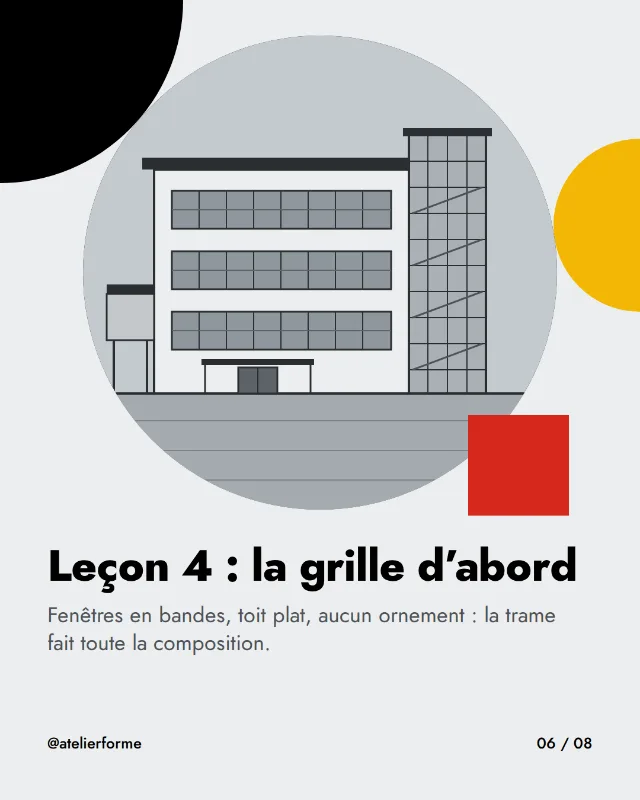 Leçon 4 : la grille d’abord
Fenêtres en bandes, toit plat, aucun ornement : la trame
fait toute la composition.
@atelierforme
06 / 08